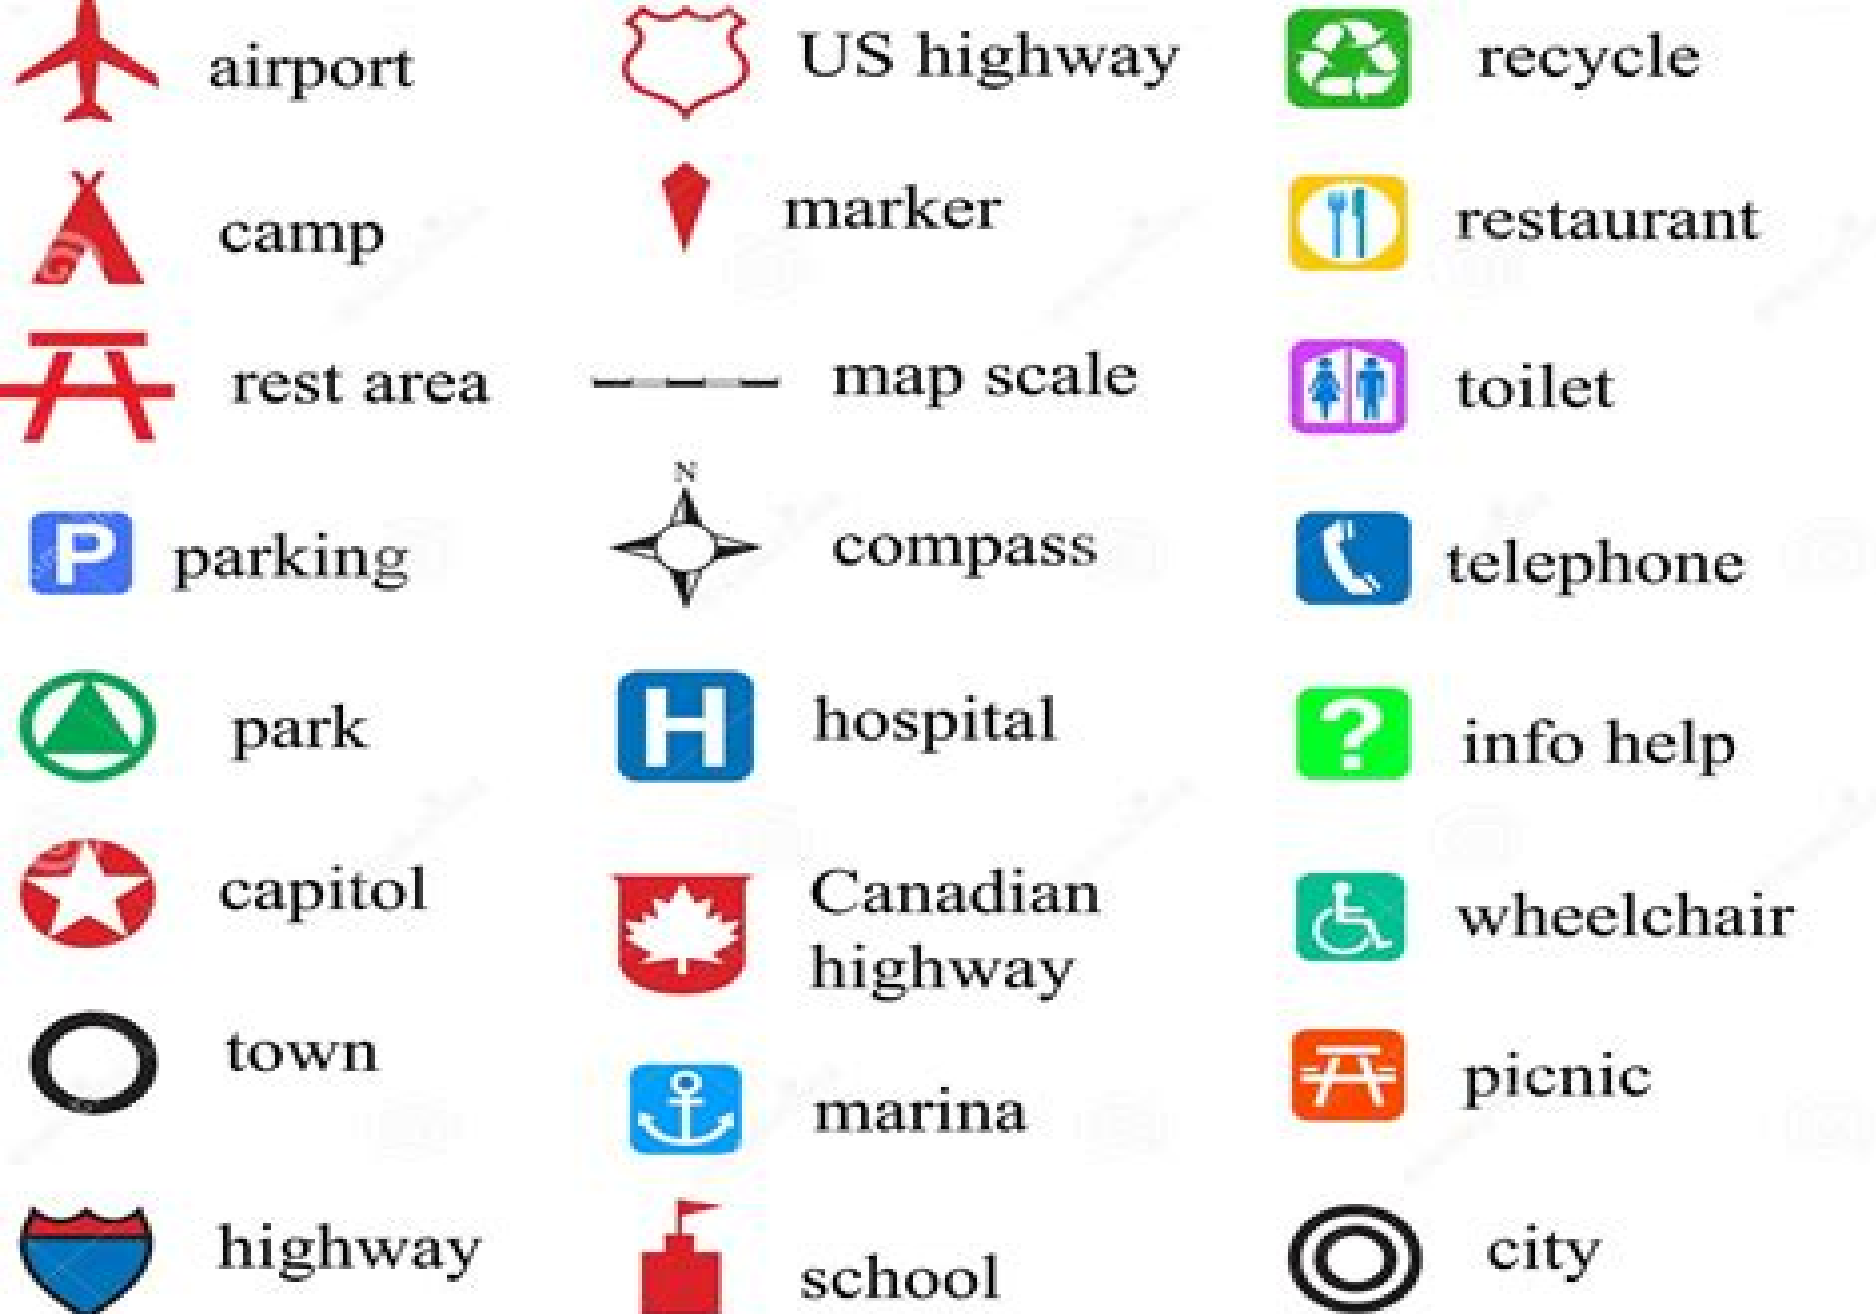 airport
camp
rest area
P
parking
park
capitol
town
highway
US highway
marker
map scale
N
compass
H
hospital
Canadian
highway
marina
school
recycle
restaurant
toilet
telephone
?
info help
wheelchair
picnic
city